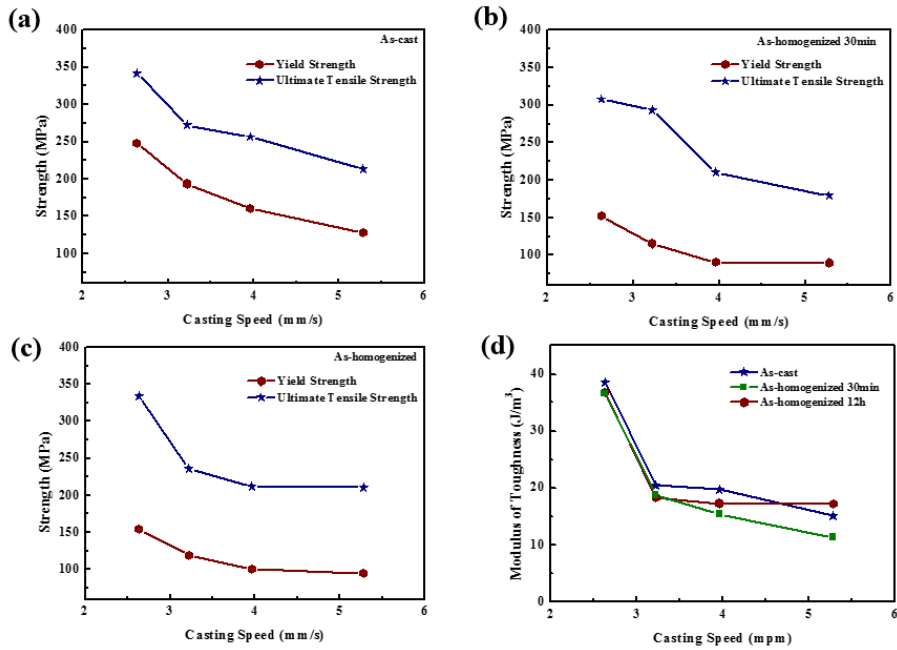 (a)
As-cast
Yield Strength
Ultimate Tensile Strength
400
350
300
250
200
150
100
Strength (MPa)
2 3 4 5 6
Casting Speed (mm/s)
(b)
As-homogenized 30min
Yield Strength
Ultimate Tensile Strength
400
350
300
250
200
150
100
Strength (MPa)
2 3 4 5 6
Casting Speed (mm/s)
(c)
As-homogenized
Yield Strength
Ultimate Tensile Strength
400
350
300
250
200
150
100
Strength (MPa)
2 3 4 5 6
Casting Speed (mm/s)
(d)
As-cast
As-homogenized 30min
As-homogenized 12h
40
30
20
10
0
Modulus of Toughness (J/m³)
2 3 4 5 6
Casting Speed (mpm)